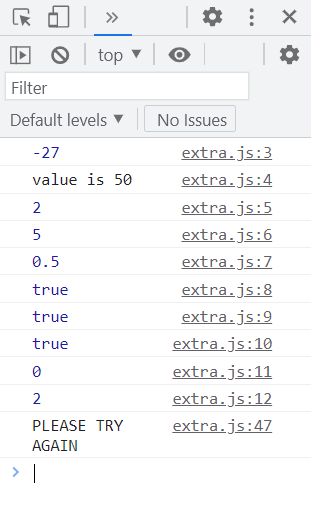 top
Filter
Default levels No Issues
-27 extra.js:3
value is 50 extra.js:4
2 extra.js:5
5 extra.js:6
0.5 extra.js:7
true extra.js:8
true extra.js:9
true extra.js:10
0 extra.js:11
2 extra.js:12
PLEASE TRY extra.js:47
AGAIN